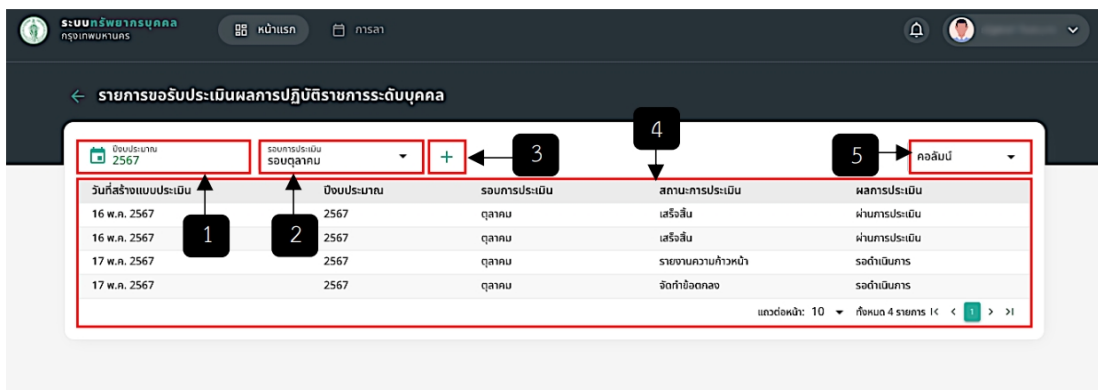 ระบบทรัพยากรบุคคล
กรุงเทพมหานคร
หน้าแรก
การลา
รายการขอรับประเมินผลการปฏิบัติราชการระดับบุคคล
4
ปีงบประมาณ
2567
รอบการประเมิน
รอบตุลาคม
+
3
5
คอลัมน์
วันที่สร้างแบบประเมิน ปีงบประมาณ รอบการประเมิน สถานะการประเมิน ผลการประเมิน
16 พ.ค. 2567 2567 ตุลาคม เสร็จสิ้น ผ่านการประเมิน
16 พ.ค. 2567 2567 ตุลาคม เสร็จสิ้น ผ่านการประเมิน
1
2
17 พ.ค. 2567 2567 ตุลาคม รายงานความก้าวหน้า รอดำเนินการ
17 พ.ค. 2567 2567 ตุลาคม จัดทำข้อตกลง รอดำเนินการ
แถวต่อหน้า: 10 ทั้งหมด 4 รายการ 1